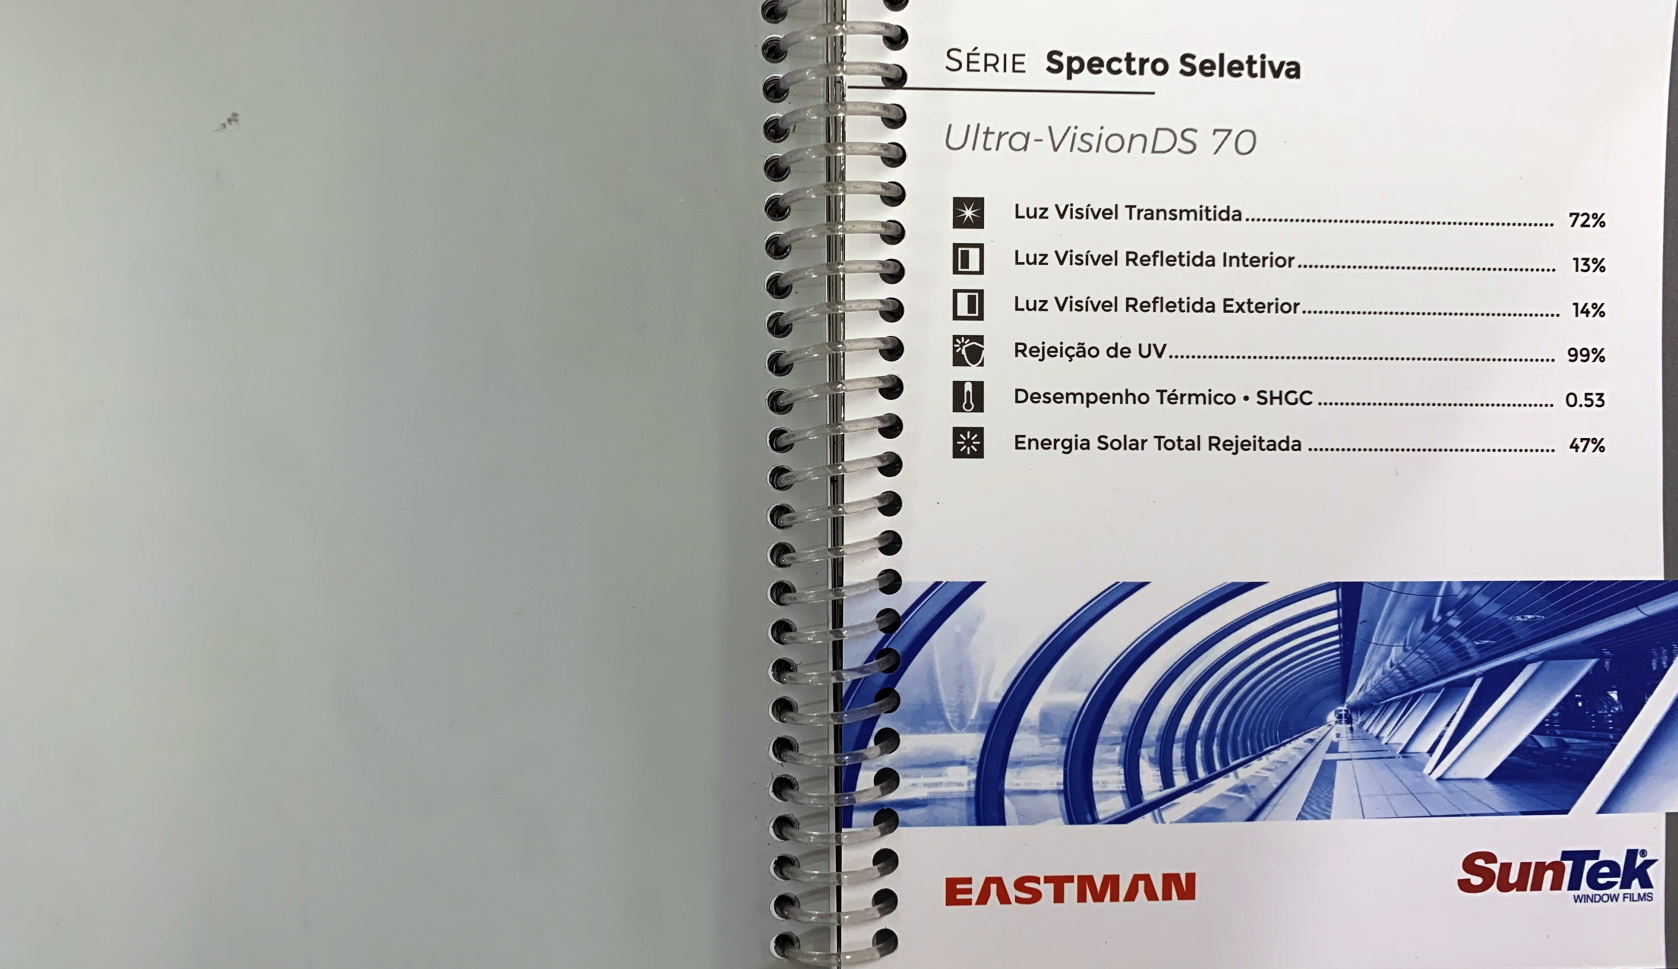 SÉRIE Spectro Seletiva
Ultra-VisionDS 70
Luz Visível Transmitida.................... 72%
Luz Visível Refletida Interior.................... 13%
Luz Visível Refletida Exterior.................... 14%
Rejeição de UV.................... 99%
Desempenho Térmico • SHGC .................... 0.53
Energia Solar Total Rejeitada .................... 47%
EASTMAN
SunTek®
WINDOW FILMS